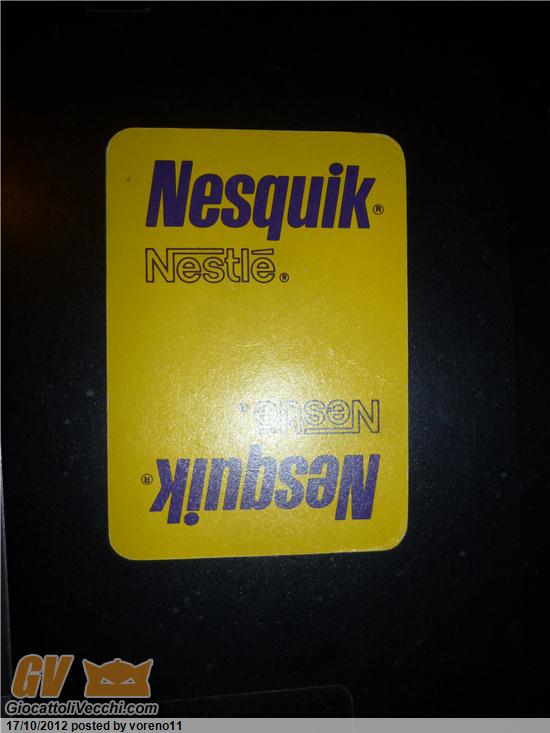 Nesquik®
Nestlé®
Nestlé®
Nesquik®
GV
GiocattoliVecchi.com
17/10/2012 posted by voreno11